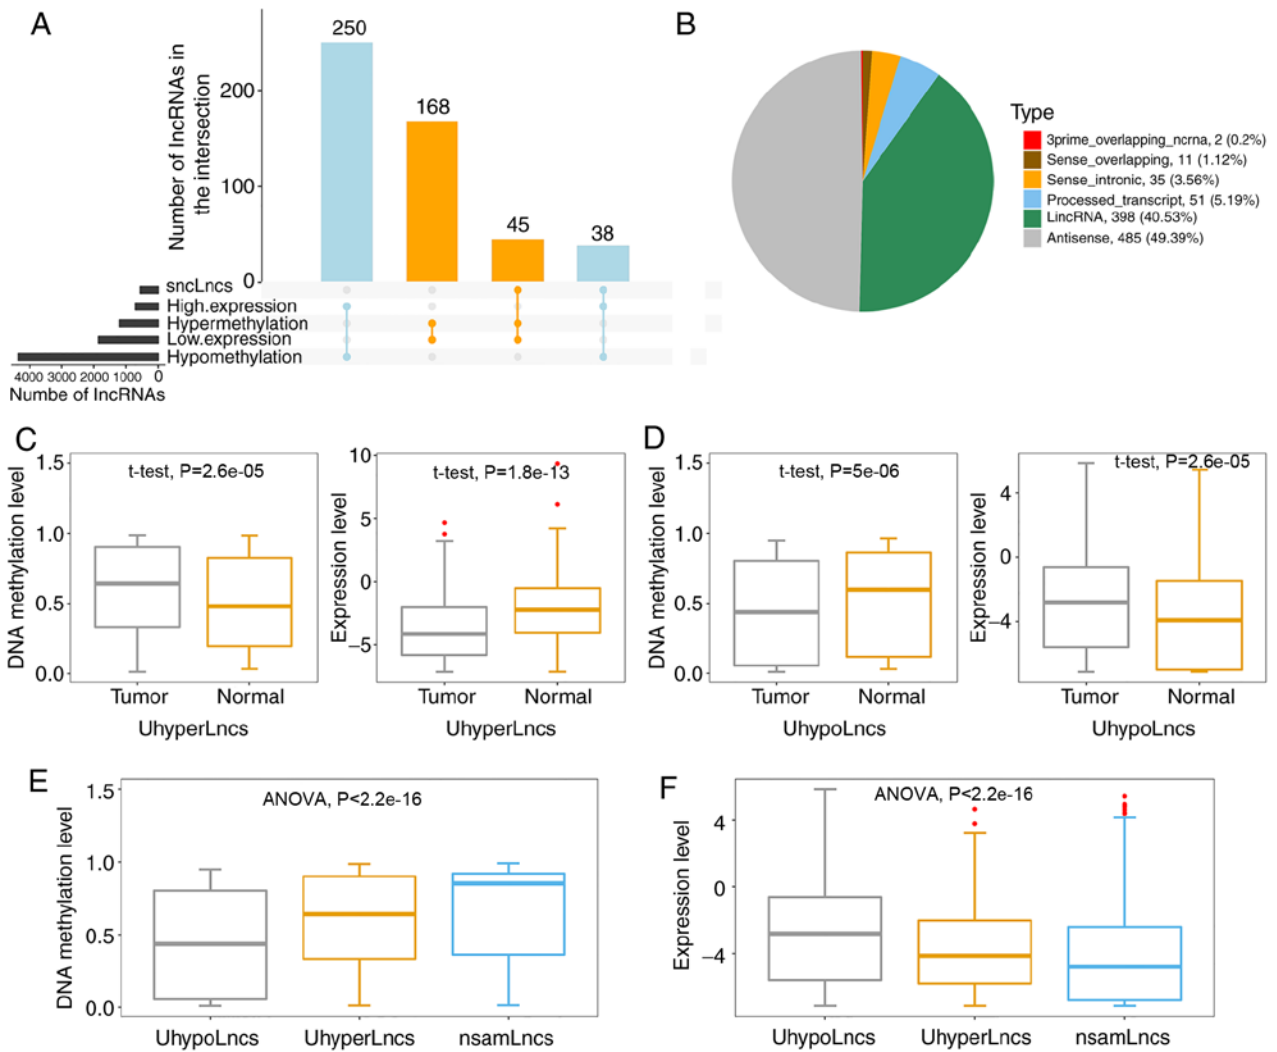 A
Number of lncRNAs in
the intersection
200
100
0
250
168
45
38
sncLncs
High.expression
Hypermethylation
Low.expression
Hypomethylation
4000 3000 2000 1000 0
Numbe of lncRNAs
B
Type
3prime_overlapping_ncrna, 2 (0.2%)
Sense_overlapping, 11 (1.12%)
Sense_intronic, 35 (3.56%)
Processed_transcript, 51 (5.19%)
LincRNA, 398 (40.53%)
Antisense, 485 (49.39%)
C
DNA methylation level
1.5
1.0
0.5
0.0
t-test, P=2.6e-05
Tumor Normal
UhyperLncs
Expression level
10
5
0
−5
t-test, P=1.8e-13
Tumor Normal
UhyperLncs
D
DNA methylation level
1.5
1.0
0.5
0.0
t-test, P=5e-06
Tumor Normal
UhypoLncs
Expression level
4
0
−4
t-test, P=2.6e-05
Tumor Normal
UhypoLncs
E
DNA methylation level
1.5
1.0
0.5
0.0
ANOVA, P<2.2e-16
UhypoLncs UhyperLncs nsamLncs
F
Expression level
4
0
−4
ANOVA, P<2.2e-16
UhypoLncs UhyperLncs nsamLncs